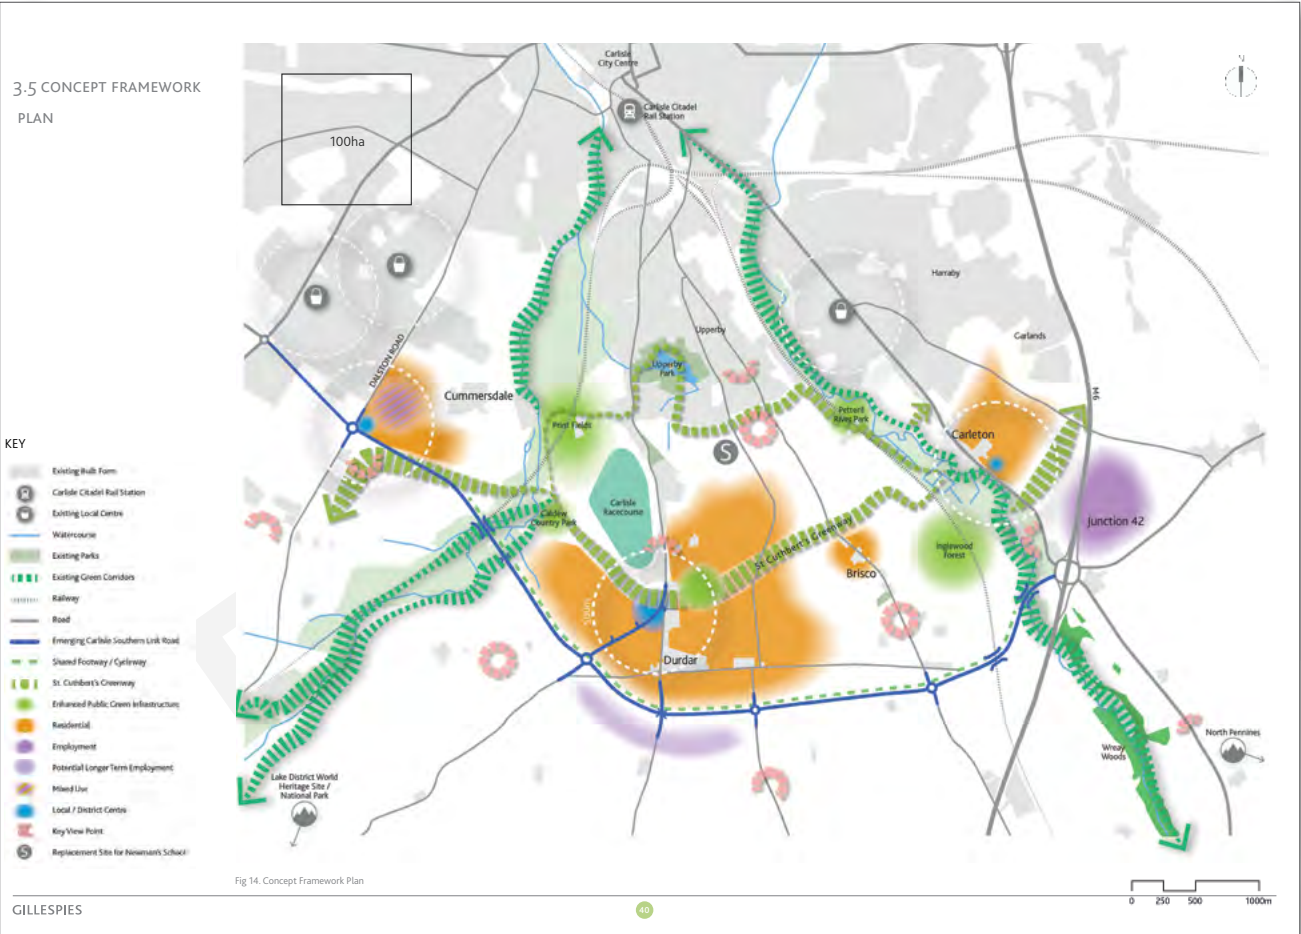 3.5 CONCEPT FRAMEWORK
PLAN
100ha
Carlisle
City Centre
Carlisle Citadel
Rail Station
N
Harraby
Garlands
Upperby
DALSTON ROAD
M6
Upperby
Park
Cummersdale
Petteril
River Park
Post Fields
Carleton
S
Carlisle
Racecourse
Caldew
Country Park
Junction 42
St Cuthbert's Greenway
Inglewood
Forest
Brisco
500m
Durdar
North Pennines
Wreay
Woods
Lake District World
Heritage Site /
National Park
KEY
Existing Built Form
Carlisle Citadel Rail Station
Existing Local Centre
Watercourse
Existing Parks
Existing Green Corridors
Railway
Road
Emerging Carlisle Southern Link Road
Shared Footway / Cycleway
St. Cuthbert's Greenway
Enhanced Public Green Infrastructure
Residential
Employment
Potential Longer Term Employment
Mixed Use
Local / District Centre
Key View Point
S Replacement Site for Newman's School
Fig 14. Concept Framework Plan
0 250 500 1000m
GILLESPIES
40